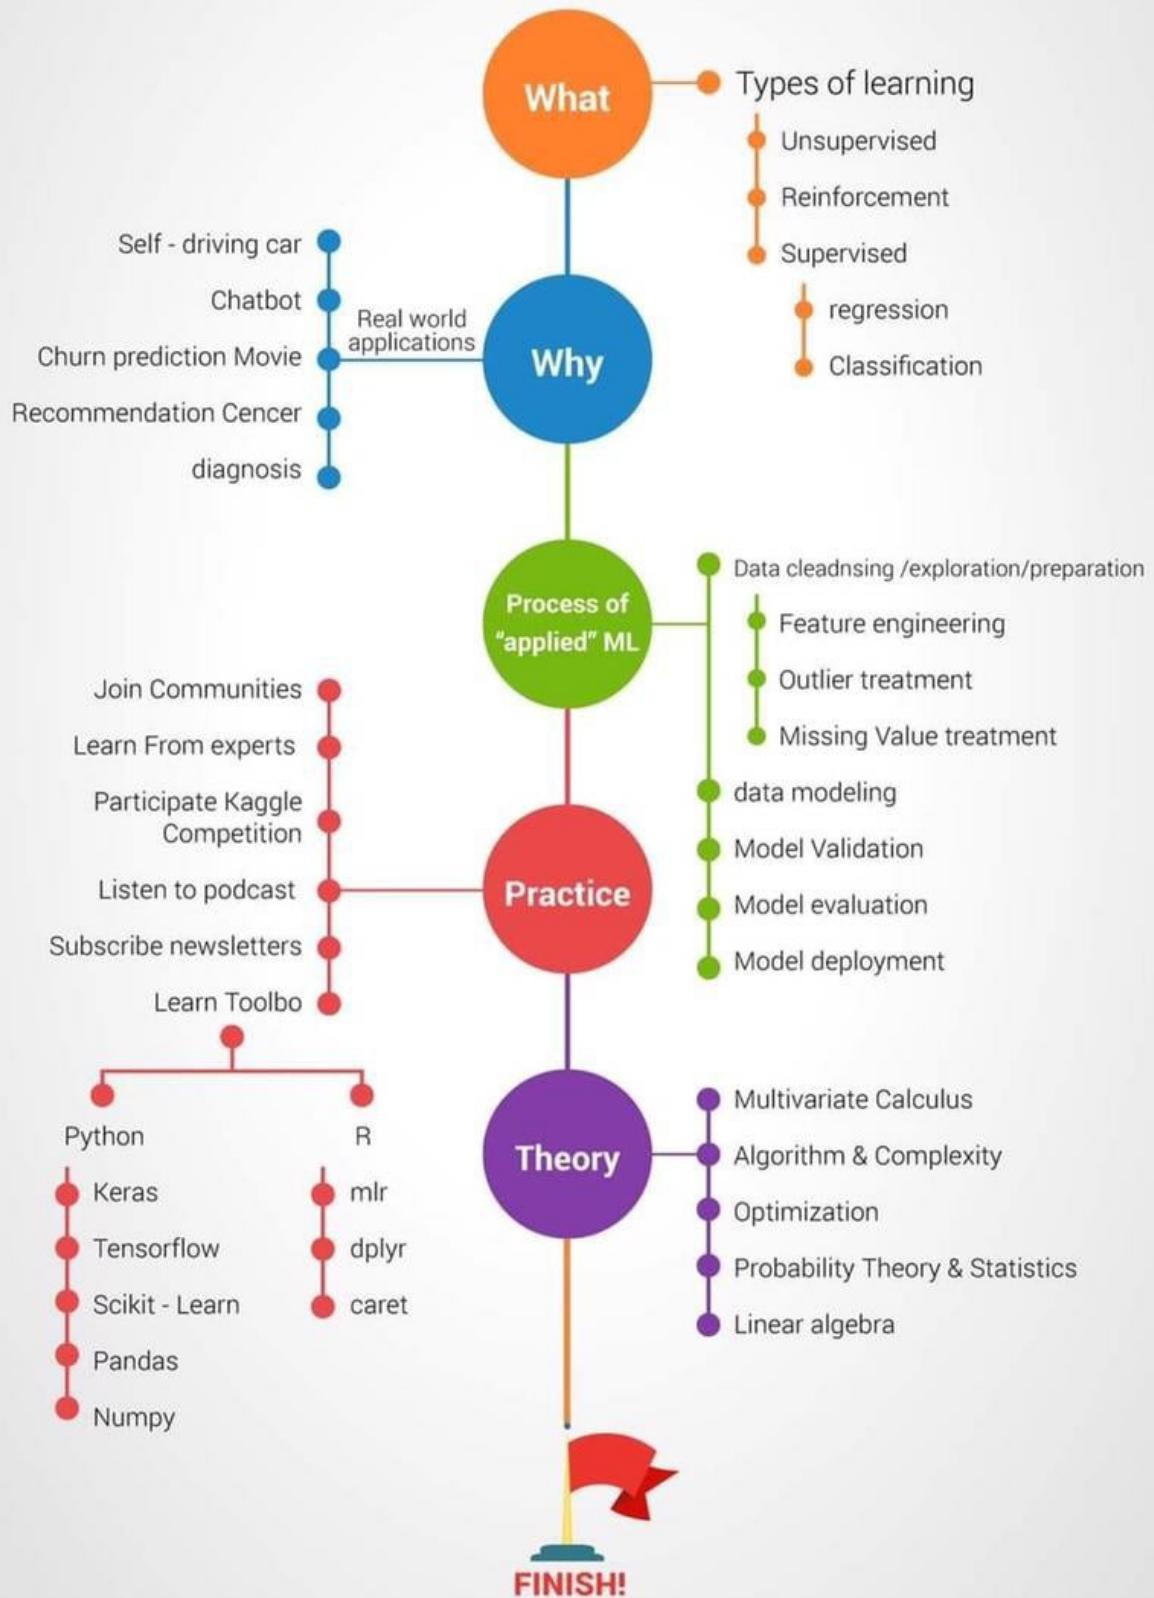 What
Types of learning
Unsupervised
Reinforcement
Supervised
regression
Classification
Self - driving car
Chatbot
Churn prediction Movie
Recommendation Cencer
diagnosis
Real world
applications
Why
Process of
“applied” ML
Data cleadnsing /exploration/preparation
Feature engineering
Outlier treatment
Missing Value treatment
data modeling
Model Validation
Model evaluation
Model deployment
Join Communities
Learn From experts
Participate Kaggle
Competition
Listen to podcast
Subscribe newsletters
Learn Toolbo
Practice
Python
Keras
Tensorflow
Scikit - Learn
Pandas
Numpy
R
mlr
dplyr
caret
Theory
Multivariate Calculus
Algorithm & Complexity
Optimization
Probability Theory & Statistics
Linear algebra
FINISH!